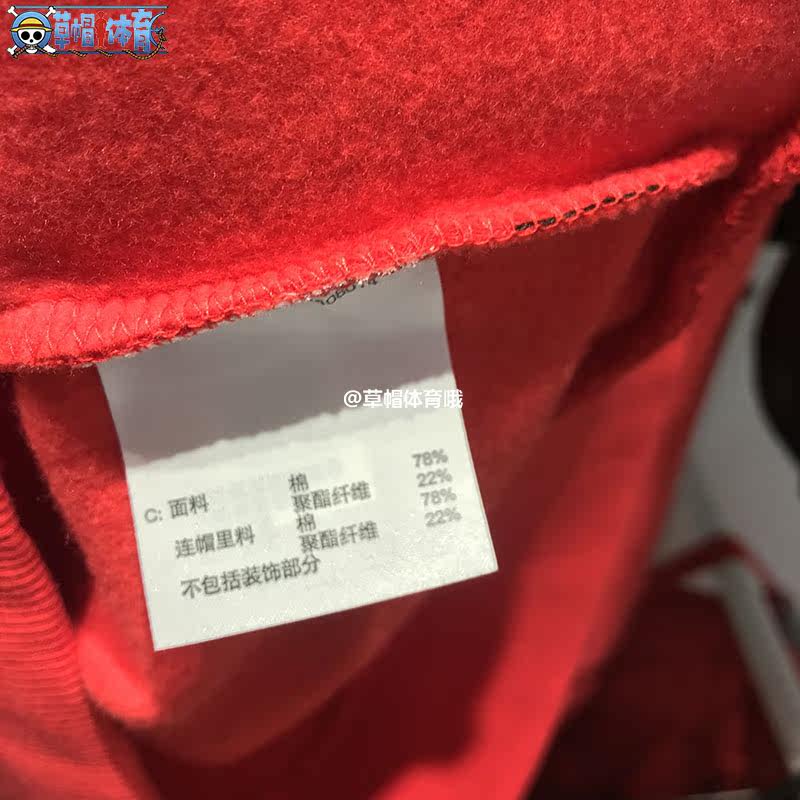 草帽体育
@草帽体育哦
C: 面料 棉 78%
聚酯纤维 22%
连帽里料 棉 78%
聚酯纤维 22%
不包括装饰部分